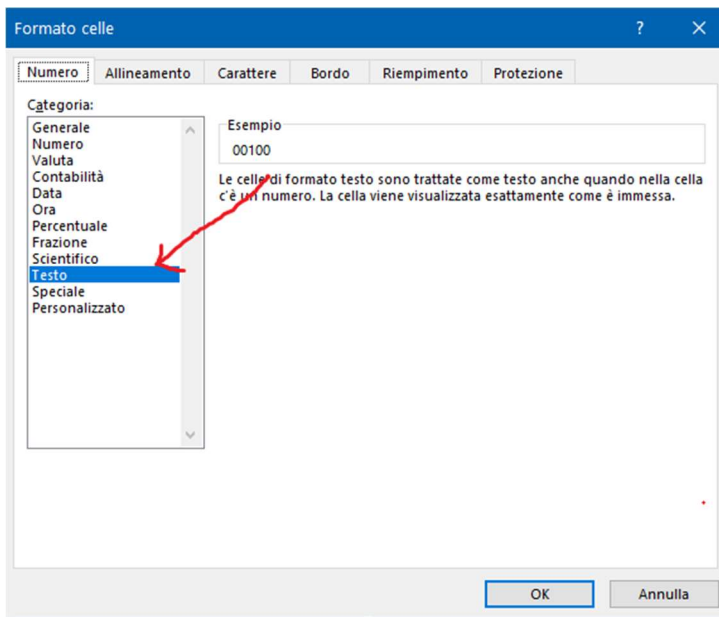 Formato celle
?
Numero
Allineamento
Carattere
Bordo
Riempimento
Protezione
Categoria:
Generale
Numero
Valuta
Contabilità
Data
Ora
Percentuale
Frazione
Scientifico
Testo
Speciale
Personalizzato
Esempio
00100
Le celle di formato testo sono trattate come testo anche quando nella cella
c'è un numero. La cella viene visualizzata esattamente come è immessa.
OK
Annulla